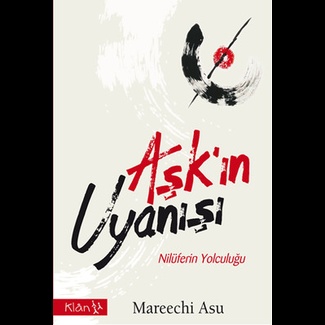 Aşk'ın
Uyanışı
Nilüferin Yolculuğu
Klan
Mareechi Asu